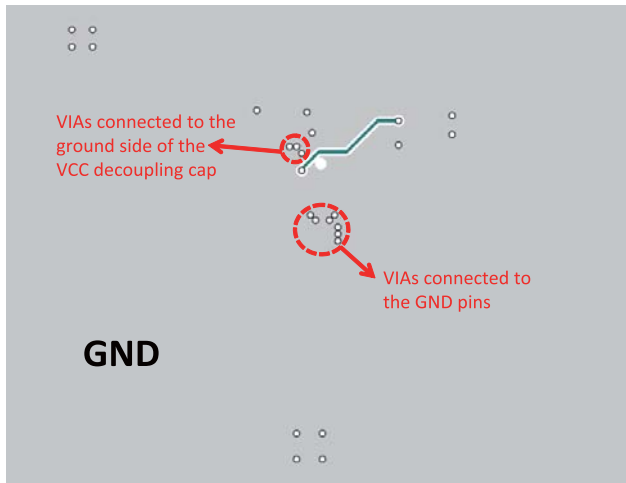 VIAs connected to the
ground side of the
VCC decoupling cap
VIAs connected to
the GND pins
GND